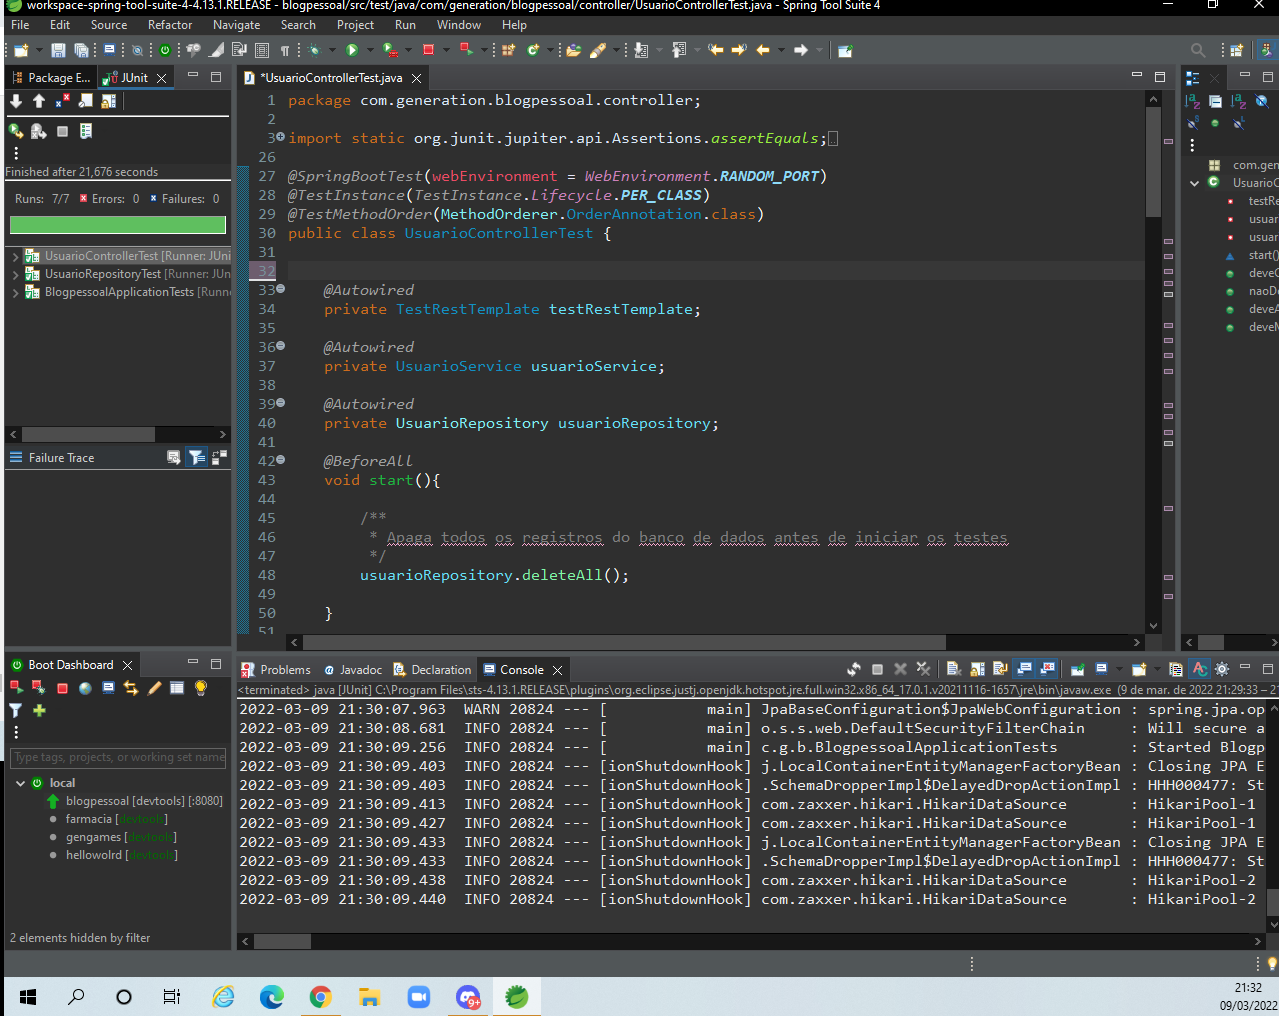 workspace-spring-tool-suite-4-4.13.1.RELEASE - blogpessoal/src/test/java/com/generation/blogpessoal/controller/UsuarioControllerTest.java - Spring Tool Suite 4
File Edit Source Refactor Navigate Search Project Run Window Help
Package E... JUnit
Finished after 21,676 seconds
Runs: 7/7 Errors: 0 Failures: 0
UsuarioControllerTest [Runner: JUni
UsuarioRepositoryTest [Runner: JUn
BlogpessoalApplicationTests [Runne
Failure Trace
*UsuarioControllerTest.java
1 package com.generation.blogpessoal.controller;
2
3 import static org.junit.jupiter.api.Assertions.assertEquals;
26
27 @SpringBootTest(webEnvironment = WebEnvironment.RANDOM_PORT)
28 @TestInstance(TestInstance.Lifecycle.PER_CLASS)
29 @TestMethodOrder(MethodOrderer.OrderAnnotation.class)
30 public class UsuarioControllerTest {
31
32
33 @Autowired
34 private TestRestTemplate testRestTemplate;
35
36 @Autowired
37 private UsuarioService usuarioService;
38
39 @Autowired
40 private UsuarioRepository usuarioRepository;
41
42 @BeforeAll
43 void start(){
44
45 /**
46 * Apaga todos os registros do banco de dados antes de iniciar os testes
47 */
48 usuarioRepository.deleteAll();
49
50 }
51
com.gen
UsuarioC
testRe
usuar
usuar
start()
deveC
naoDe
deveA
deveM
Boot Dashboard
Type tags, projects, or working set name
local
blogpessoal [devtools] [:8080]
farmacia [devtools]
gengames [devtools]
hellowolrd [devtools]
2 elements hidden by filter
Problems Javadoc Declaration Console
<terminated> java [JUnit] C:\Program Files\sts-4.13.1.RELEASE\plugins\org.eclipse.justj.openjdk.hotspot.jre.full.win32.x86_64_17.0.1.v20211116-1657\jre\bin\javaw.exe (9 de mar. de 2022 21:29:33 – 2
2022-03-09 21:30:07.963 WARN 20824 --- [ main] JpaBaseConfiguration$JpaWebConfiguration : spring.jpa.op
2022-03-09 21:30:08.681 INFO 20824 --- [ main] o.s.s.web.DefaultSecurityFilterChain : Will secure a
2022-03-09 21:30:09.256 INFO 20824 --- [ main] c.g.b.BlogpessoalApplicationTests : Started Blogp
2022-03-09 21:30:09.403 INFO 20824 --- [ionShutdownHook] j.LocalContainerEntityManagerFactoryBean : Closing JPA E
2022-03-09 21:30:09.403 INFO 20824 --- [ionShutdownHook] .SchemaDropperImpl$DelayedDropActionImpl : HHH000477: St
2022-03-09 21:30:09.413 INFO 20824 --- [ionShutdownHook] com.zaxxer.hikari.HikariDataSource : HikariPool-1
2022-03-09 21:30:09.427 INFO 20824 --- [ionShutdownHook] com.zaxxer.hikari.HikariDataSource : HikariPool-1
2022-03-09 21:30:09.433 INFO 20824 --- [ionShutdownHook] j.LocalContainerEntityManagerFactoryBean : Closing JPA E
2022-03-09 21:30:09.433 INFO 20824 --- [ionShutdownHook] .SchemaDropperImpl$DelayedDropActionImpl : HHH000477: St
2022-03-09 21:30:09.438 INFO 20824 --- [ionShutdownHook] com.zaxxer.hikari.HikariDataSource : HikariPool-2
2022-03-09 21:30:09.440 INFO 20824 --- [ionShutdownHook] com.zaxxer.hikari.HikariDataSource : HikariPool-2
9+
21:32
09/03/2022